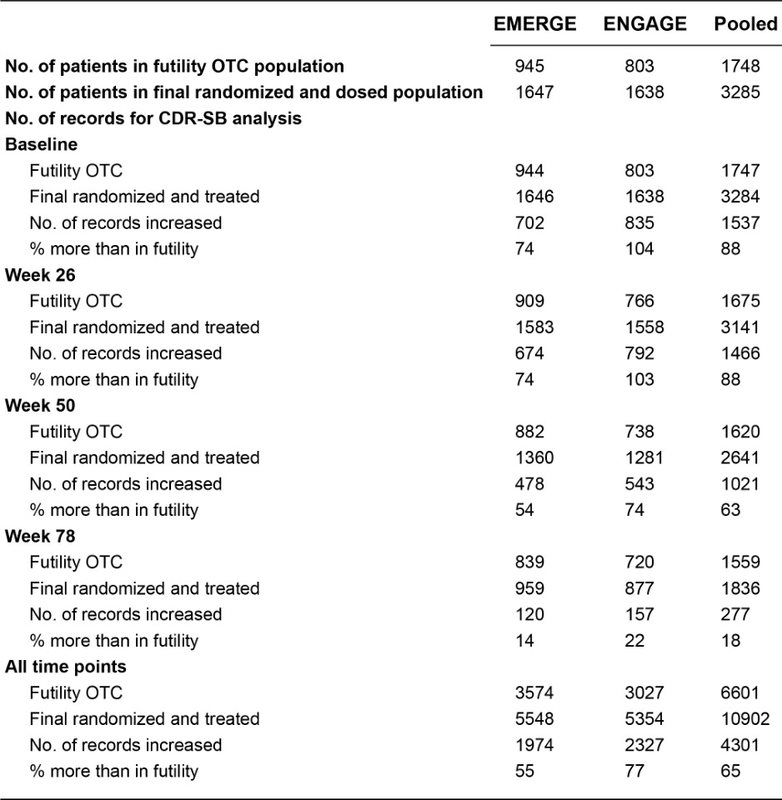 EMERGE ENGAGE Pooled
No. of patients in futility OTC population 945 803 1748
No. of patients in final randomized and dosed population 1647 1638 3285
No. of records for CDR-SB analysis
Baseline
Futility OTC 944 803 1747
Final randomized and treated 1646 1638 3284
No. of records increased 702 835 1537
% more than in futility 74 104 88
Week 26
Futility OTC 909 766 1675
Final randomized and treated 1583 1558 3141
No. of records increased 674 792 1466
% more than in futility 74 103 88
Week 50
Futility OTC 882 738 1620
Final randomized and treated 1360 1281 2641
No. of records increased 478 543 1021
% more than in futility 54 74 63
Week 78
Futility OTC 839 720 1559
Final randomized and treated 959 877 1836
No. of records increased 120 157 277
% more than in futility 14 22 18
All time points
Futility OTC 3574 3027 6601
Final randomized and treated 5548 5354 10902
No. of records increased 1974 2327 4301
% more than in futility 55 77 65